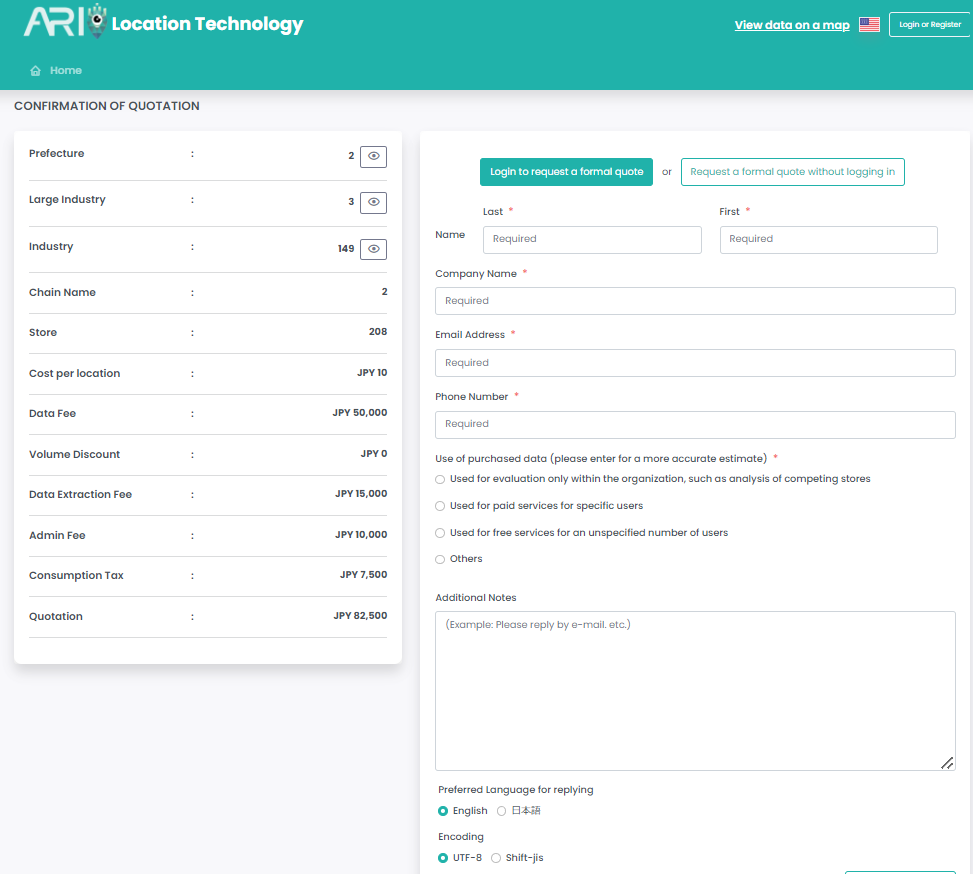 ARI Location Technology
View data on a map
Login or Register
Home
CONFIRMATION OF QUOTATION
Prefecture : 2
Large Industry : 3
Industry : 149
Chain Name : 2
Store : 208
Cost per location : JPY 10
Data Fee : JPY 50,000
Volume Discount : JPY 0
Data Extraction Fee : JPY 15,000
Admin Fee : JPY 10,000
Consumption Tax : JPY 7,500
Quotation : JPY 82,500
Login to request a formal quote or Request a formal quote without logging in
Last * First *
Name Required Required
Company Name *
Required
Email Address *
Required
Phone Number *
Required
Use of purchased data (please enter for a more accurate estimate) *
Used for evaluation only within the organization, such as analysis of competing stores
Used for paid services for specific users
Used for free services for an unspecified number of users
Others
Additional Notes
(Example: Please reply by e-mail. etc.)
Preferred Language for replying
English 日本語
Encoding
UTF-8 Shift-jis